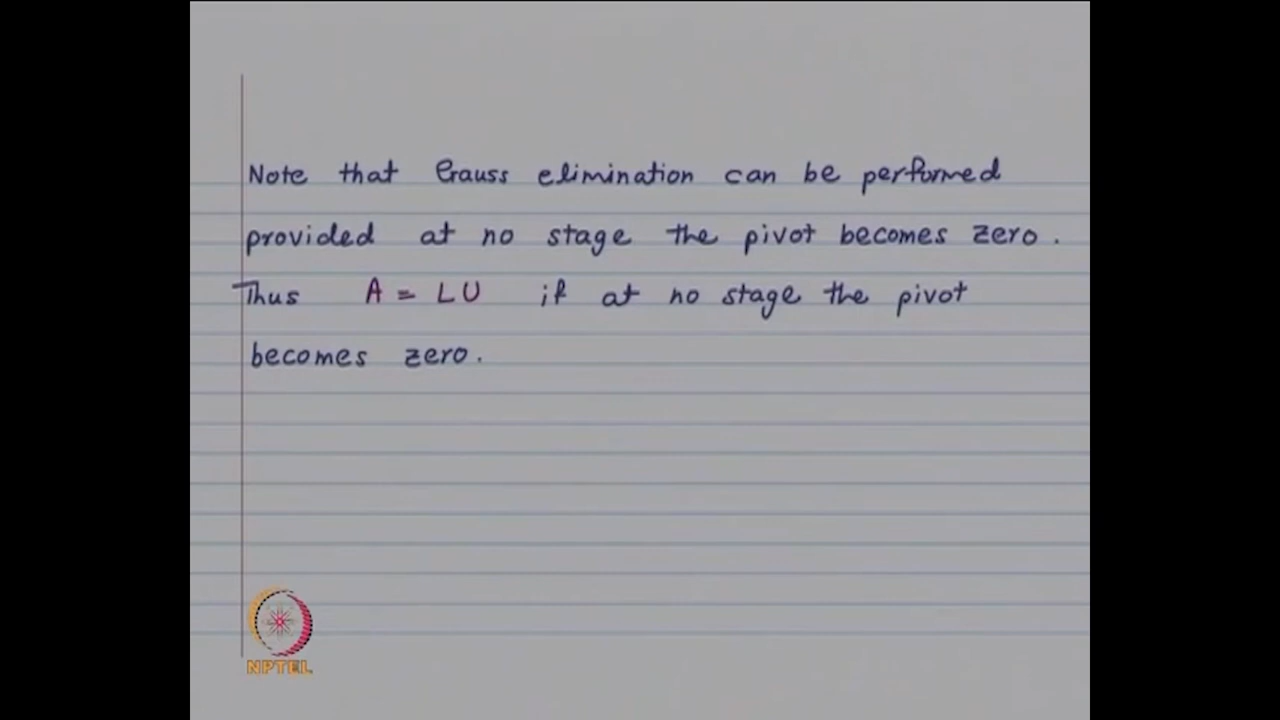 Note that Gauss elimination can be performed
provided at no stage the pivot becomes zero.
Thus A = LU if at no stage the pivot
becomes zero.
NPTEL